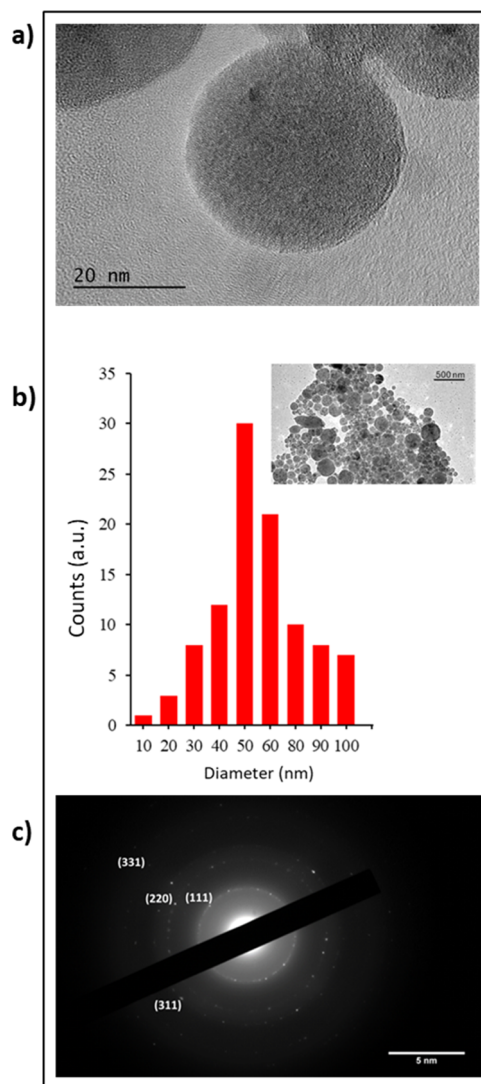 a)
20 nm
b)
500 nm
35
30
25
20
15
10
5
0
Counts (a.u.)
10 20 30 40 50 60 80 90 100
Diameter (nm)
c)
(331)
(220) (111)
(311)
5 nm